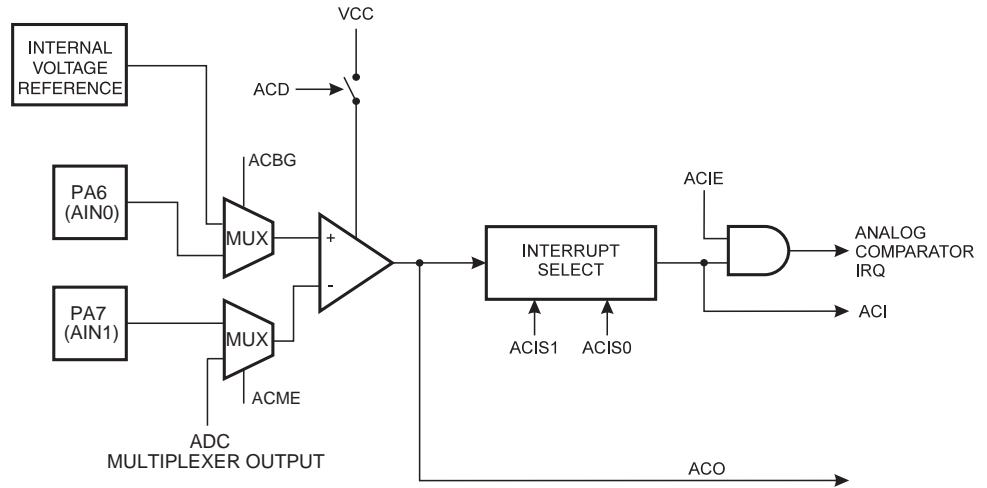 VCC
INTERNAL
VOLTAGE
REFERENCE
ACD
ACBG
PA6
(AIN0)
MUX
+
-
PA7
(AIN1)
MUX
ACME
ADC
MULTIPLEXER OUTPUT
INTERRUPT
SELECT
ACIS1
ACIS0
ACIE
ANALOG
COMPARATOR
IRQ
ACI
ACO